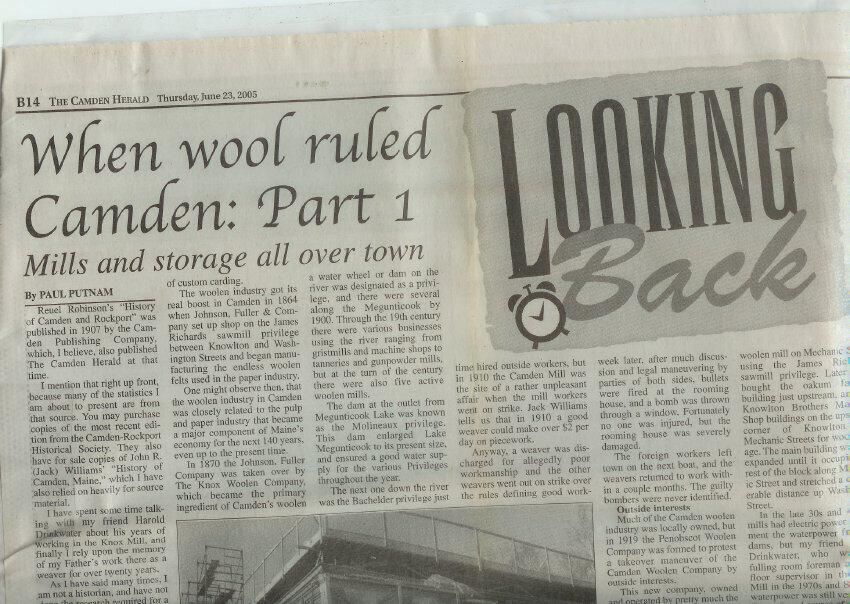 B14 THE CAMDEN HERALD Thursday, June 23, 2005
When wool ruled
Camden: Part 1
Mills and storage all over town
LOOKING
Back
By PAUL PUTNAM
Reuel Robinson's "History
of Camden and Rockport" was
published in 1907 by the Cam-
den Publishing Company,
which, I believe, also published
The Camden Herald at that
time.
I mention that right up front,
because many of the statistics I
am about to present are from
that source. You may purchase
copies of the most recent edi-
tion from the Camden-Rockport
Historical Society. They also
have for sale copies of John R.
(Jack) Williams' "History of
Camden, Maine," which I have
also relied on heavily for source
material.
I have spent some time talk-
ing with my friend Harold
Drinkwater about his years of
working in the Knox Mill, and
finally I rely upon the memory
of my Father's work there as a
weaver for over twenty years.
As I have said many times, I
am not a historian, and have not
research required for a
of custom carding.
The woolen industry got its
real boost in Camden in 1864
when Johnson, Fuller & Com-
pany set up shop on the James
Richards sawmill privilege
between Knowlton and Wash-
ington Streets and began manu-
facturing the endless woolen
felts used in the paper industry.
One might observe then, that
the woolen industry in Camden
was closely related to the pulp
and paper industry that became
a major component of Maine's
economy for the next 140 years,
even up to the present time.
In 1870 the Johnson, Fuller
Company was taken over by
The Knox Woolen Company,
which became the primary
ingredient of Camden's woolen
a water wheel or dam on the
river was designated as a privi-
lege, and there were several
along the Megunticook by
1900. Through the 19th century
there were various businesses
using the river ranging from
gristmills and machine shops to
tanneries and gunpowder mills,
but at the turn of the century
there were also five active
woolen mills.
The dam at the outlet from
Megunticook Lake was known
as the Molineaux privilege.
This dam enlarged Lake
Megunticook to its present size,
and ensured a good water sup-
ply for the various Privileges
throughout the year.
The next one down the river
was the Bachelder privilege just
time hired outside workers, but
in 1910 the Camden Mill was
the site of a rather unpleasant
affair when the mill workers
went on strike. Jack Williams
tells us that in 1910 a good
weaver could make over $2 per
day on piecework.
Anyway, a weaver was dis-
charged for allegedly poor
workmanship and the other
weavers went out on strike over
the rules defining good work-
week later, after much discus-
sion and legal maneuvering by
parties of both sides, bullets
were fired at the rooming
house, and a bomb was thrown
through a window. Fortunately
no one was injured, but the
rooming house was severely
damaged.
The foreign workers left
town on the next boat, and the
weavers returned to work with-
in a couple months. The guilty
bombers were never identified.
Outside interests
Much of the Camden woolen
industry was locally owned, but
in 1919 the Penobscot Woolen
Company was formed to protest
a takeover maneuver of the
Camden Woolen Company by
outside interests.
This new company, owned
and operated by pretty much the
woolen mill on Mechanic S
using the James Ric
sawmill privilege. Later
bought the oakum fa
building just upstream, an
Knowlton Brothers Ma
Shop buildings on the upp
corner of Knowlton
Mechanic Streets for woo
age. The main building w
expanded until it occupi
rest of the block along M
ic Street and stretched a c
erable distance up Wash
Street.
In the late 30s and
mills had electric power
ment the waterpower f
dams, but my friend
Drinkwater, who w
fulling room foreman a
floor supervisor in th
Mill in the 1970s and 8
waterpower was still ve